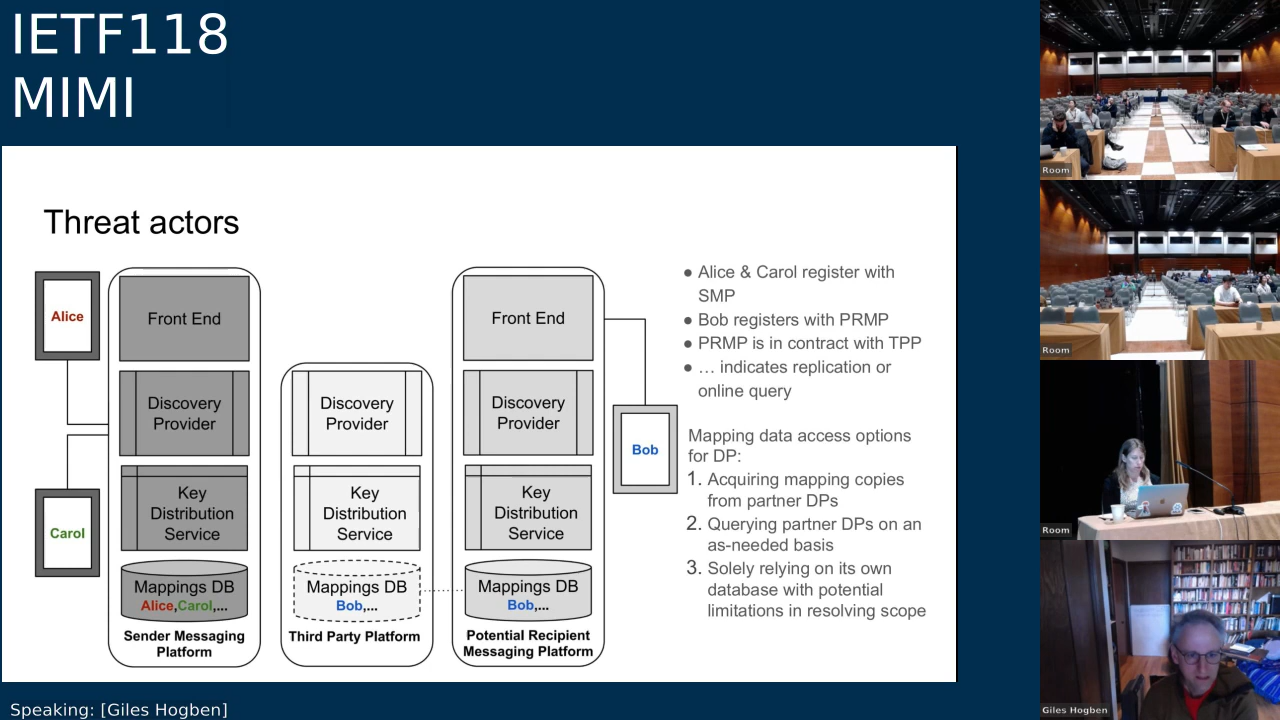 IETF118
MIMI
Threat actors
Alice
Carol
Front End
Discovery
Provider
Key
Distribution
Service
Mappings DB
Alice,Carol,...
Sender Messaging
Platform
Discovery
Provider
Key
Distribution
Service
Mappings DB
Bob,...
Third Party Platform
Front End
Discovery
Provider
Key
Distribution
Service
Mappings DB
Bob,...
Potential Recipient
Messaging Platform
Bob
● Alice & Carol register with
SMP
● Bob registers with PRMP
● PRMP is in contract with TPP
● … indicates replication or
online query
Mapping data access options
for DP:
1. Acquiring mapping copies
from partner DPs
2. Querying partner DPs on an
as-needed basis
3. Solely relying on its own
database with potential
limitations in resolving scope
Speaking: [Giles Hogben]
Room
Room
Room
Giles Hogben